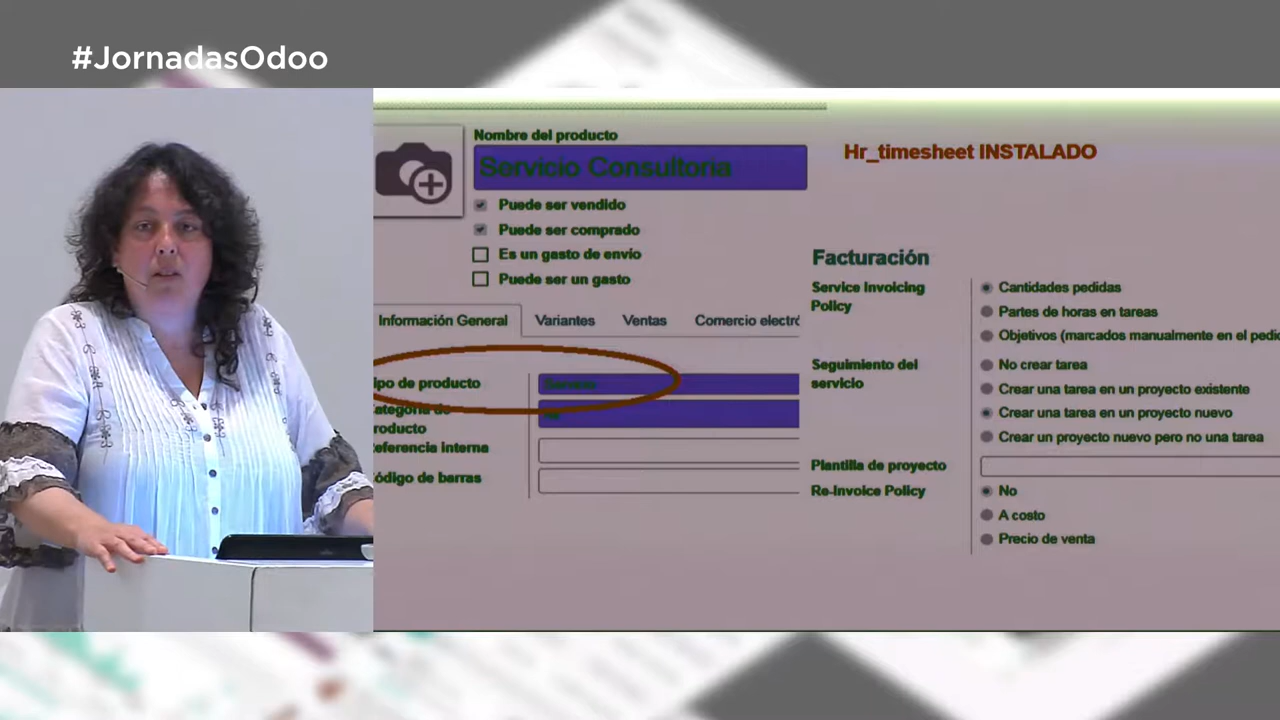 #JornadasOdoo
Nombre del producto
Servicio Consultoria
Puede ser vendido
Puede ser comprado
Es un gasto de envío
Puede ser un gasto
Información General
Variantes
Ventas
Comercio electró
ipo de producto
Servicio
ategoría de
roducto
eferencia interna
ódigo de barras
Hr_timesheet INSTALADO
Facturación
Service Invoicing
Policy
Cantidades pedidas
Partes de horas en tareas
Objetivos (marcados manualmente en el pedic
Seguimiento del
servicio
No crear tarea
Crear una tarea en un proyecto existente
Crear una tarea en un proyecto nuevo
Crear un proyecto nuevo pero no una tarea
Plantilla de proyecto
Re-Invoice Policy
No
A costo
Precio de venta